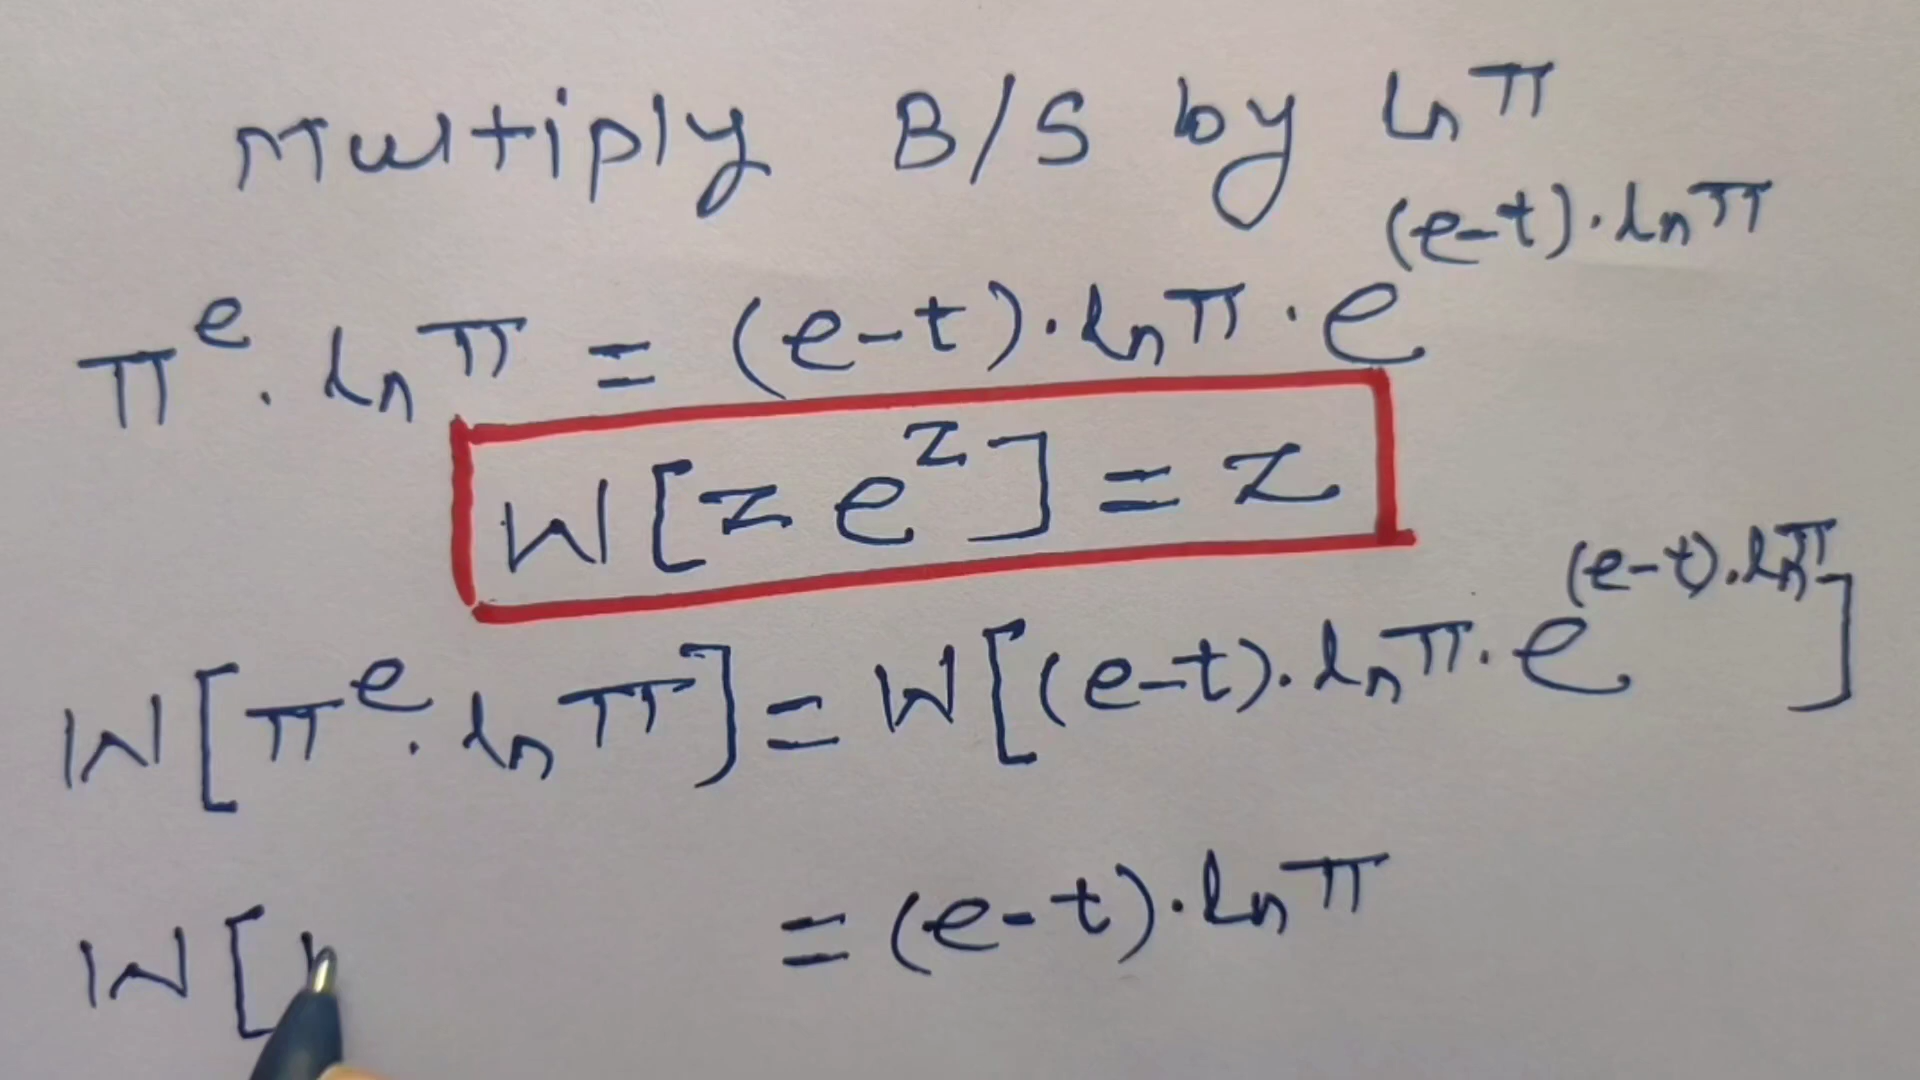 Multiply B/S by ln π
π^e . ln π = (e-t) . ln π . e^(e-t) . ln π
W [z e^z] = z
W [π^e . ln π] = W [(e-t) . ln π . e^(e-t) . ln π]
W [ = (e-t) . ln π